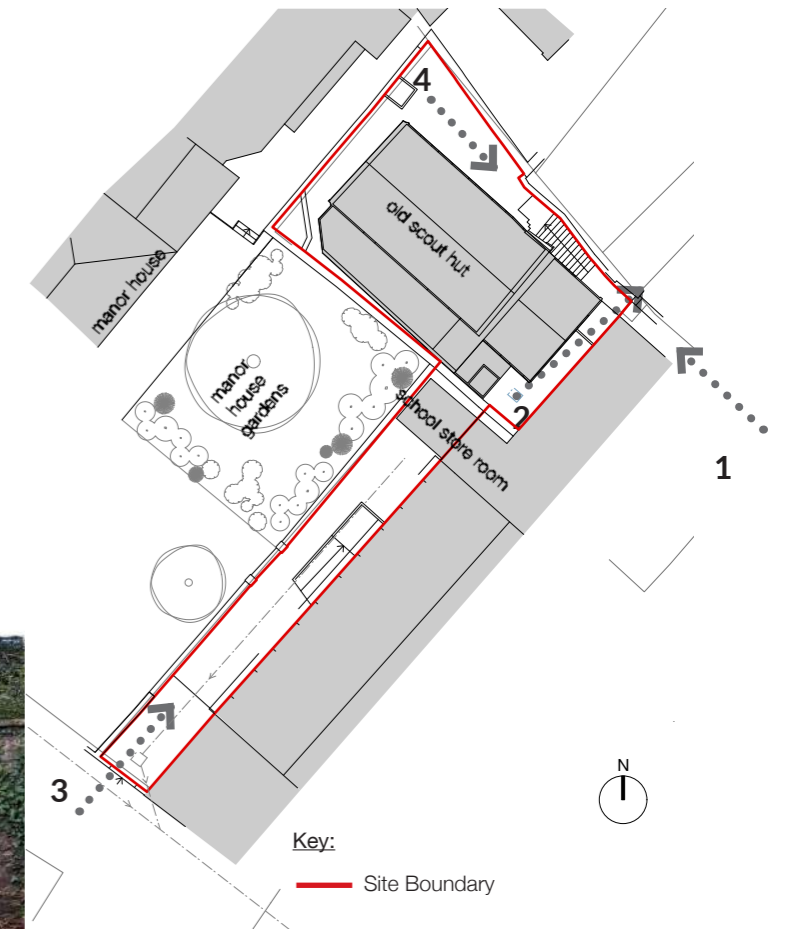 4
old scout hut
manor house
manor
house
gardens
2
school store room
1
3
N
Key:
Site Boundary